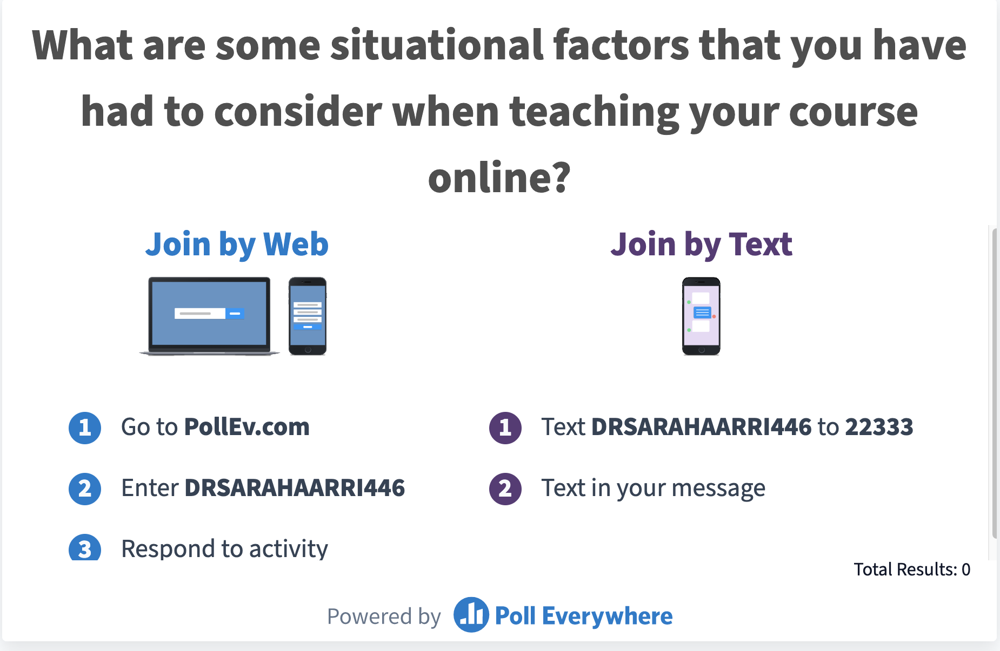 What are some situational factors that you have
had to consider when teaching your course
online?
Join by Web
1 Go to PollEv.com
2 Enter DRSARAHAARRI446
3 Respond to activity
Join by Text
1 Text DRSARAHAARRI446 to 22333
2 Text in your message
Total Results: 0
Powered by Poll Everywhere